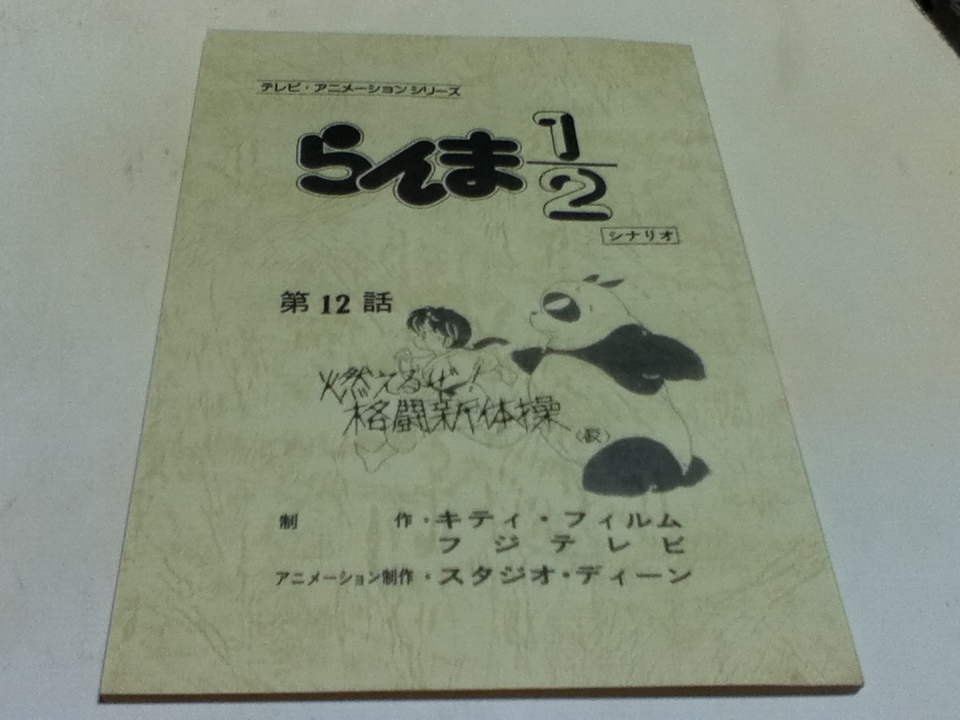 テレビ・アニメーションシリーズ
らんま1/2
シナリオ
第12話
燃えるぜ!
格闘新体操
(仮)
制作・キティ・フィルム
フジテレビ
アニメーション制作・スタジオ・ディーン